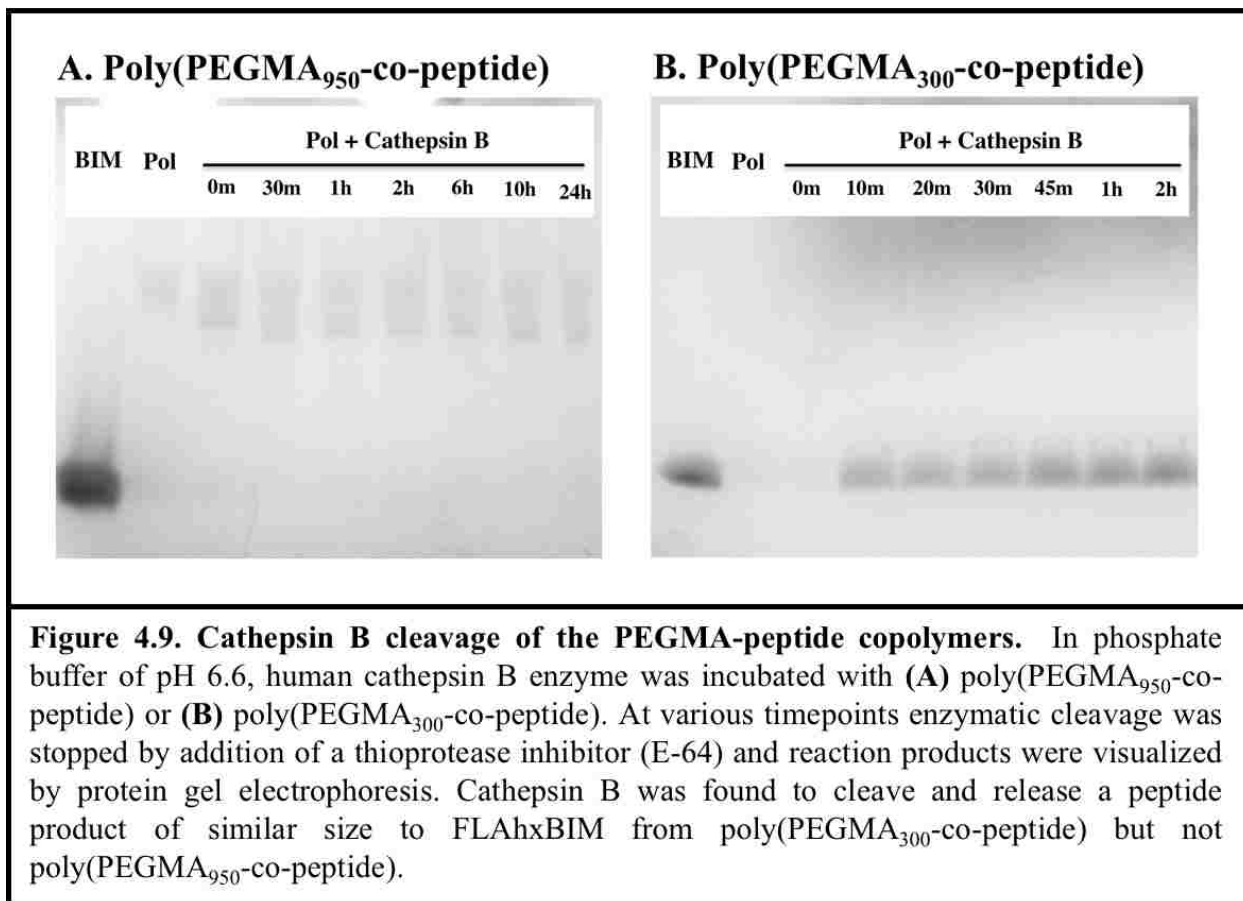 A. Poly(PEGMA₉₅₀-co-peptide)
BIM Pol Pol + Cathepsin B
0m 30m 1h 2h 6h 10h 24h
B. Poly(PEGMA₃₀₀-co-peptide)
BIM Pol Pol + Cathepsin B
0m 10m 20m 30m 45m 1h 2h
Figure 4.9. Cathepsin B cleavage of the PEGMA-peptide copolymers. In phosphate
buffer of pH 6.6, human cathepsin B enzyme was incubated with (A) poly(PEGMA₉₅₀-co-
peptide) or (B) poly(PEGMA₃₀₀-co-peptide). At various timepoints enzymatic cleavage was
stopped by addition of a thioprotease inhibitor (E-64) and reaction products were visualized
by protein gel electrophoresis. Cathepsin B was found to cleave and release a peptide
product of similar size to FLAhxBIM from poly(PEGMA₃₀₀-co-peptide) but not
poly(PEGMA₉₅₀-co-peptide).